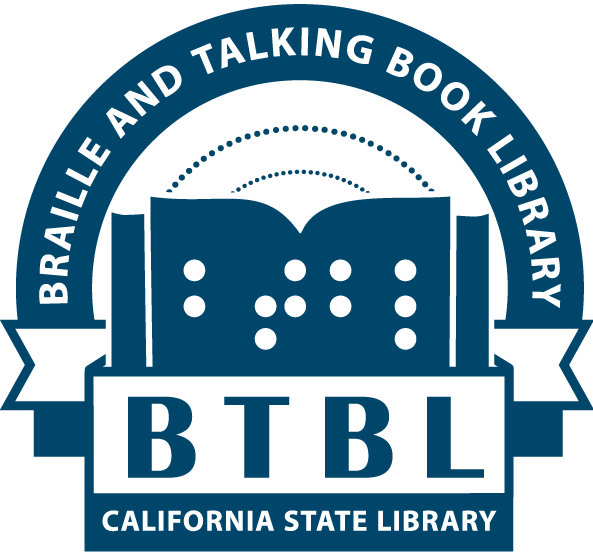 BRAILLE AND TALKING BOOK LIBRARY
⠃⠞⠃⠇
BTBL
CALIFORNIA STATE LIBRARY